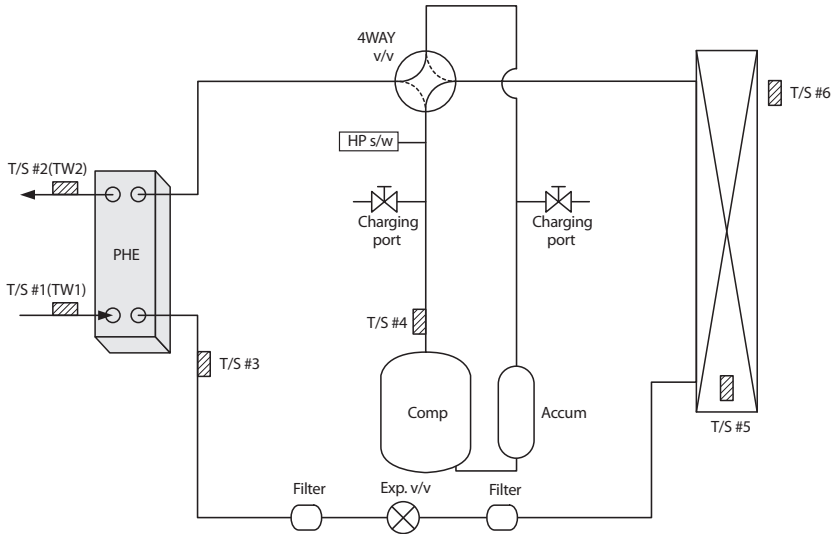 4WAY
v/v
T/S #6
HP s/w
T/S #2(TW2)
Charging
port
Charging
port
PHE
T/S #1(TW1)
T/S #4
T/S #3
Comp
Accum
T/S #5
Filter
Exp. v/v
Filter